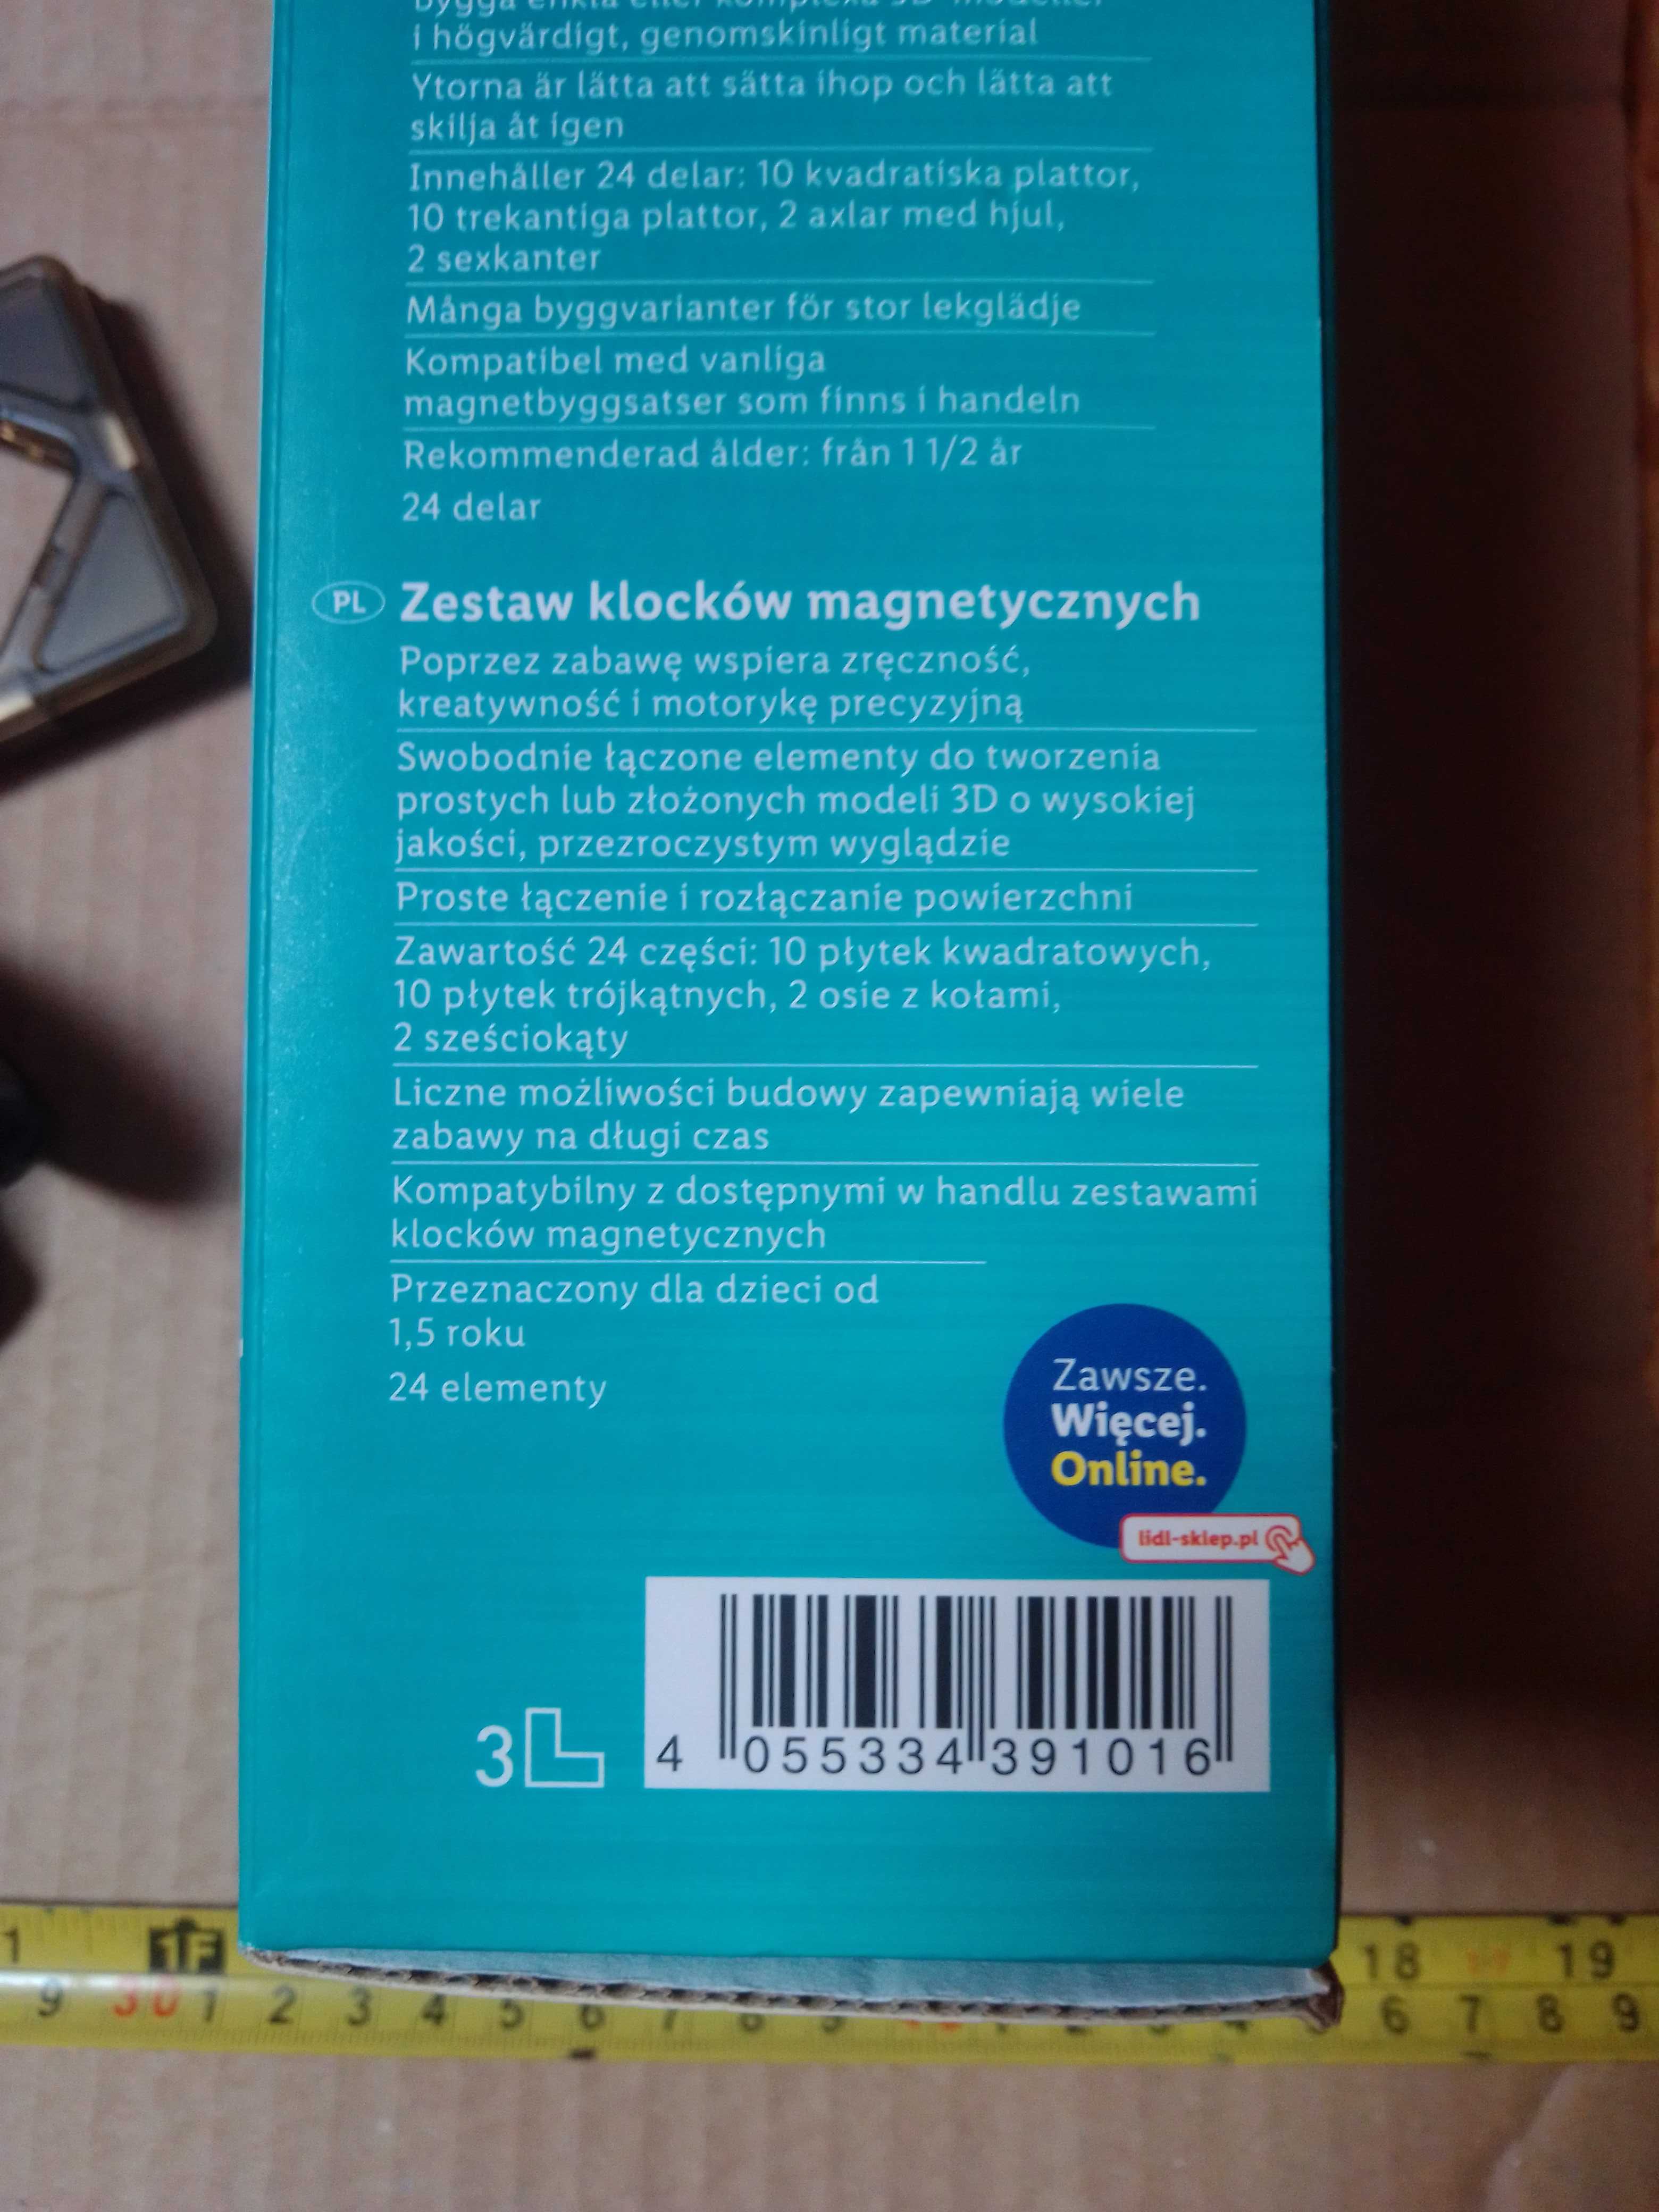 i högvärdigt, genomskinligt material
Ytorna är lätta att sätta ihop och lätta att
skilja åt igen
Innehåller 24 delar: 10 kvadratiska plattor,
10 trekantiga plattor, 2 axlar med hjul,
2 sexkanter
Många byggvarianter för stor lekglädje
Kompatibel med vanliga
magnetbyggsatser som finns i handeln
Rekommenderad ålder: från 1 1/2 år
24 delar
PL Zestaw klocków magnetycznych
Poprzez zabawę wspiera zręczność,
kreatywność i motorykę precyzyjną
Swobodnie łączone elementy do tworzenia
prostych lub złożonych modeli 3D o wysokiej
jakości, przezroczystym wyglądzie
Proste łączenie i rozłączanie powierzchni
Zawartość 24 części: 10 płytek kwadratowych,
10 płytek trójkątnych, 2 osie z kołami,
2 sześciokąty
Liczne możliwości budowy zapewniają wiele
zabawy na długi czas
Kompatybilny z dostępnymi w handlu zestawami
klocków magnetycznych
Przeznaczony dla dzieci od
1,5 roku
24 elementy
Zawsze.
Więcej.
Online.
lidl-sklep.pl
3L
4 055334 391016
1F 18 19
9 30 1 2 3 4 5 6 7 8 9 6 7 8 9